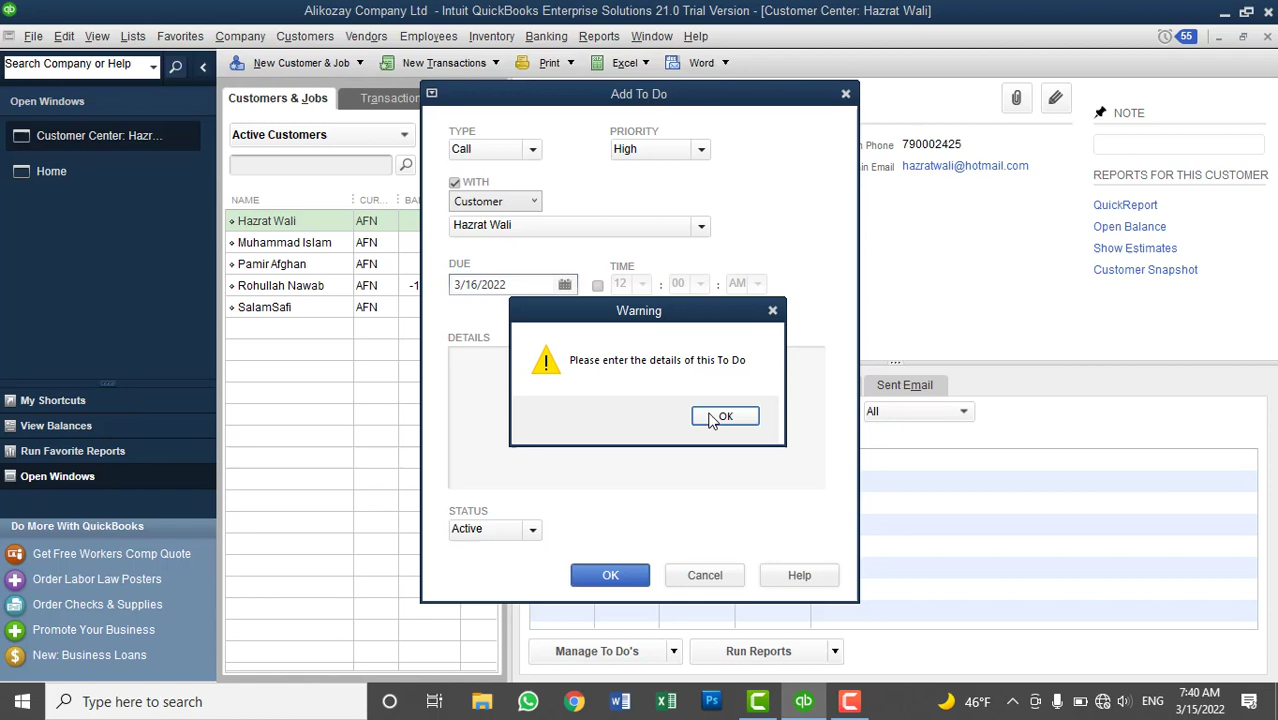 Alikozay Company Ltd - Intuit QuickBooks Enterprise Solutions 21.0 Trial Version - [Customer Center: Hazrat Wali]
File Edit View Lists Favorites Company Customers Vendors Employees Inventory Banking Reports Window Help
55
Search Company or Help
New Customer & Job
New Transactions
Print
Excel
Word
Open Windows
Customer Center: Hazr...
Home
My Shortcuts
View Balances
Run Favorite Reports
Open Windows
Do More With QuickBooks
Get Free Workers Comp Quote
Order Labor Law Posters
Order Checks & Supplies
Promote Your Business
New: Business Loans
Customers & Jobs
Transaction
Active Customers
NAME CUR... BA
Hazrat Wali AFN
Muhammad Islam AFN
Pamir Afghan AFN
Rohullah Nawab AFN -1
SalamSafi AFN
Add To Do
TYPE
Call
PRIORITY
High
WITH
Customer
Hazrat Wali
DUE
3/16/2022
TIME
12 : 00 : AM
DETAILS
Warning
Please enter the details of this To Do
OK
STATUS
Active
OK
Cancel
Help
n Phone 790002425
in Email hazratwali@hotmail.com
NOTE
REPORTS FOR THIS CUSTOMER
QuickReport
Open Balance
Show Estimates
Customer Snapshot
Sent Email
All
Manage To Do's
Run Reports
Type here to search
46°F
ENG
7:40 AM
3/15/2022